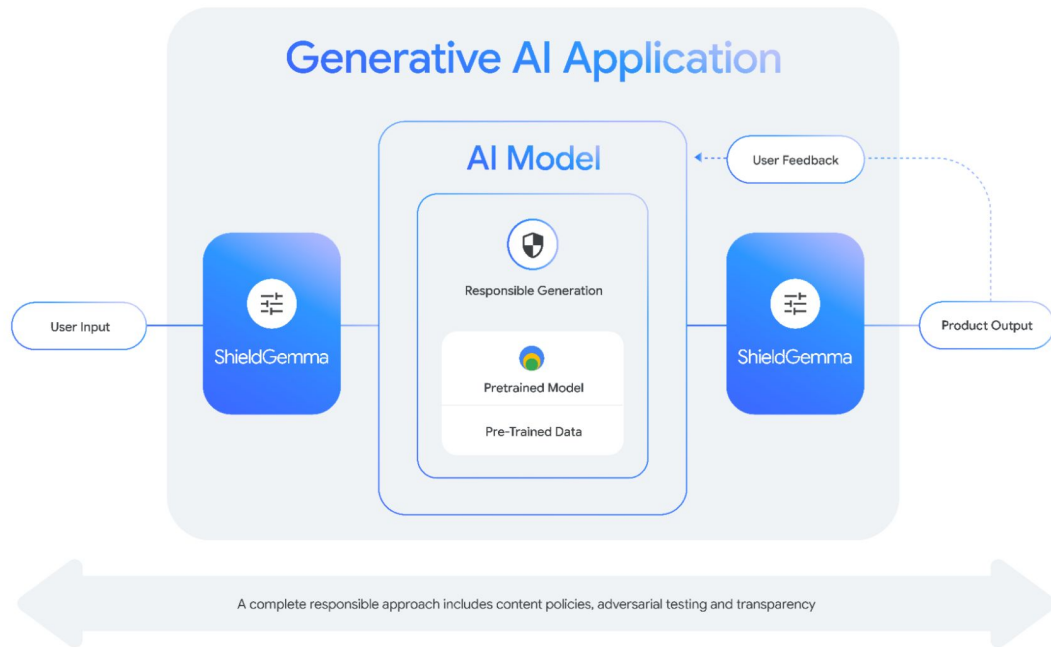 Generative AI Application
AI Model
User Feedback
Responsible Generation
User Input
ShieldGemma
Pretrained Model
Pre-Trained Data
ShieldGemma
Product Output
A complete responsible approach includes content policies, adversarial testing and transparency